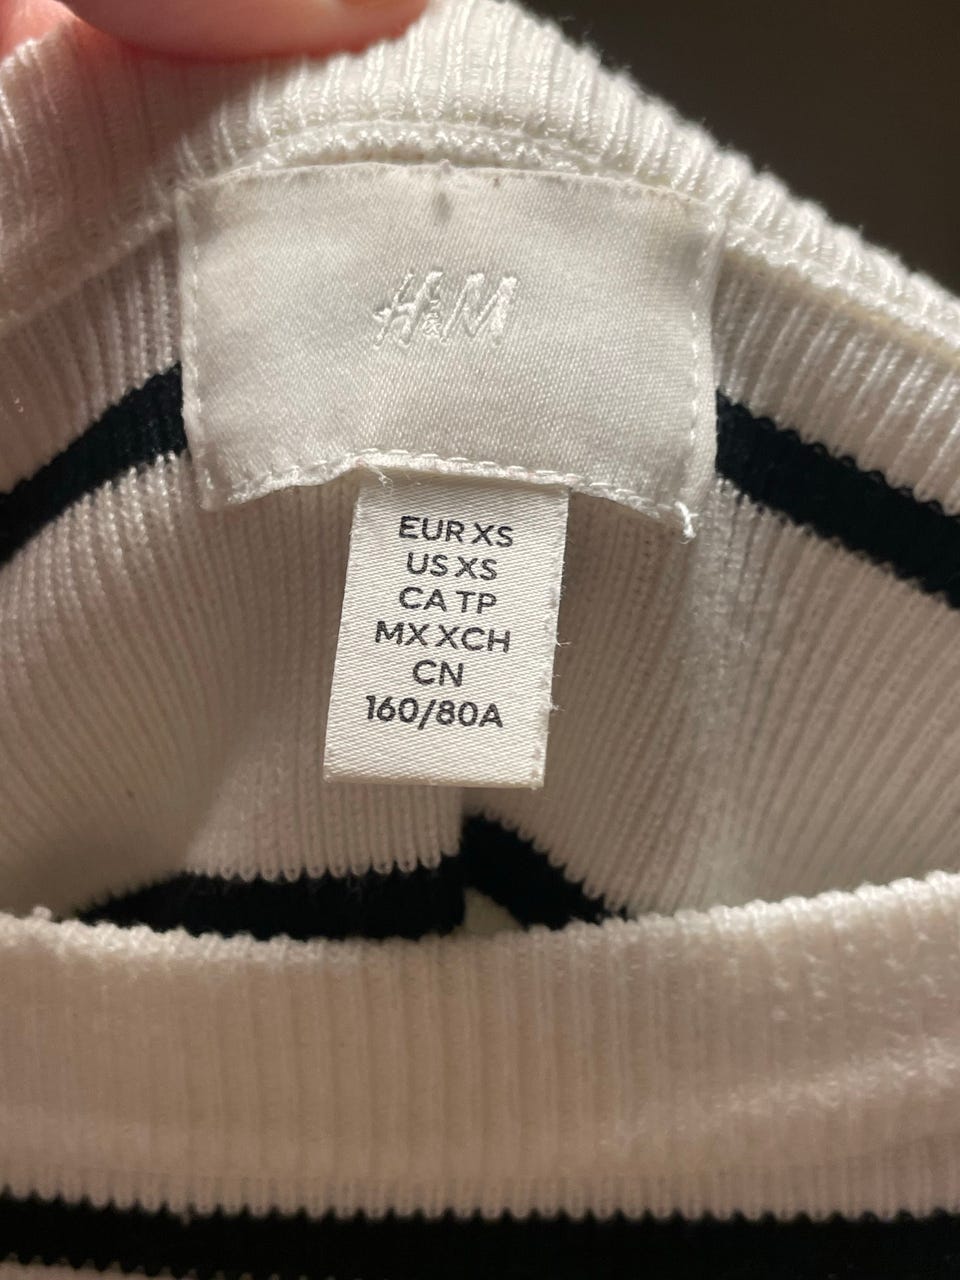 H&M
EUR XS
US XS
CA TP
MX XCH
CN
160/80A